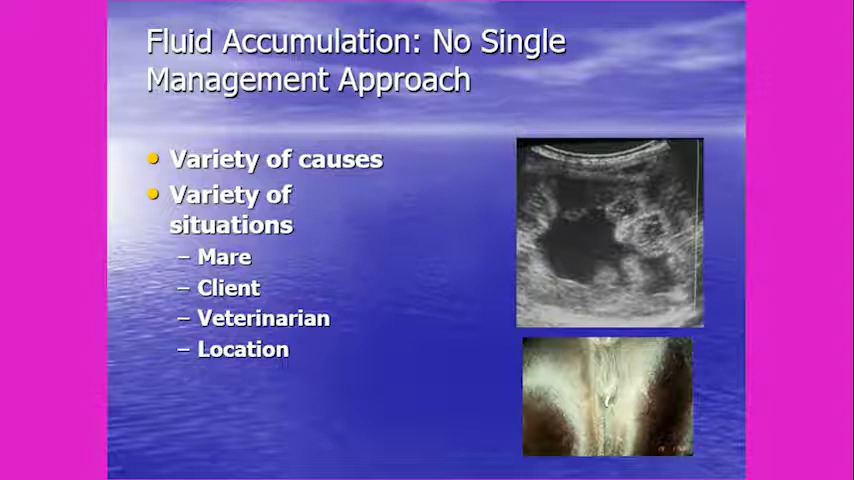 Fluid Accumulation: No Single
Management Approach
• Variety of causes
• Variety of
situations
– Mare
– Client
– Veterinarian
– Location